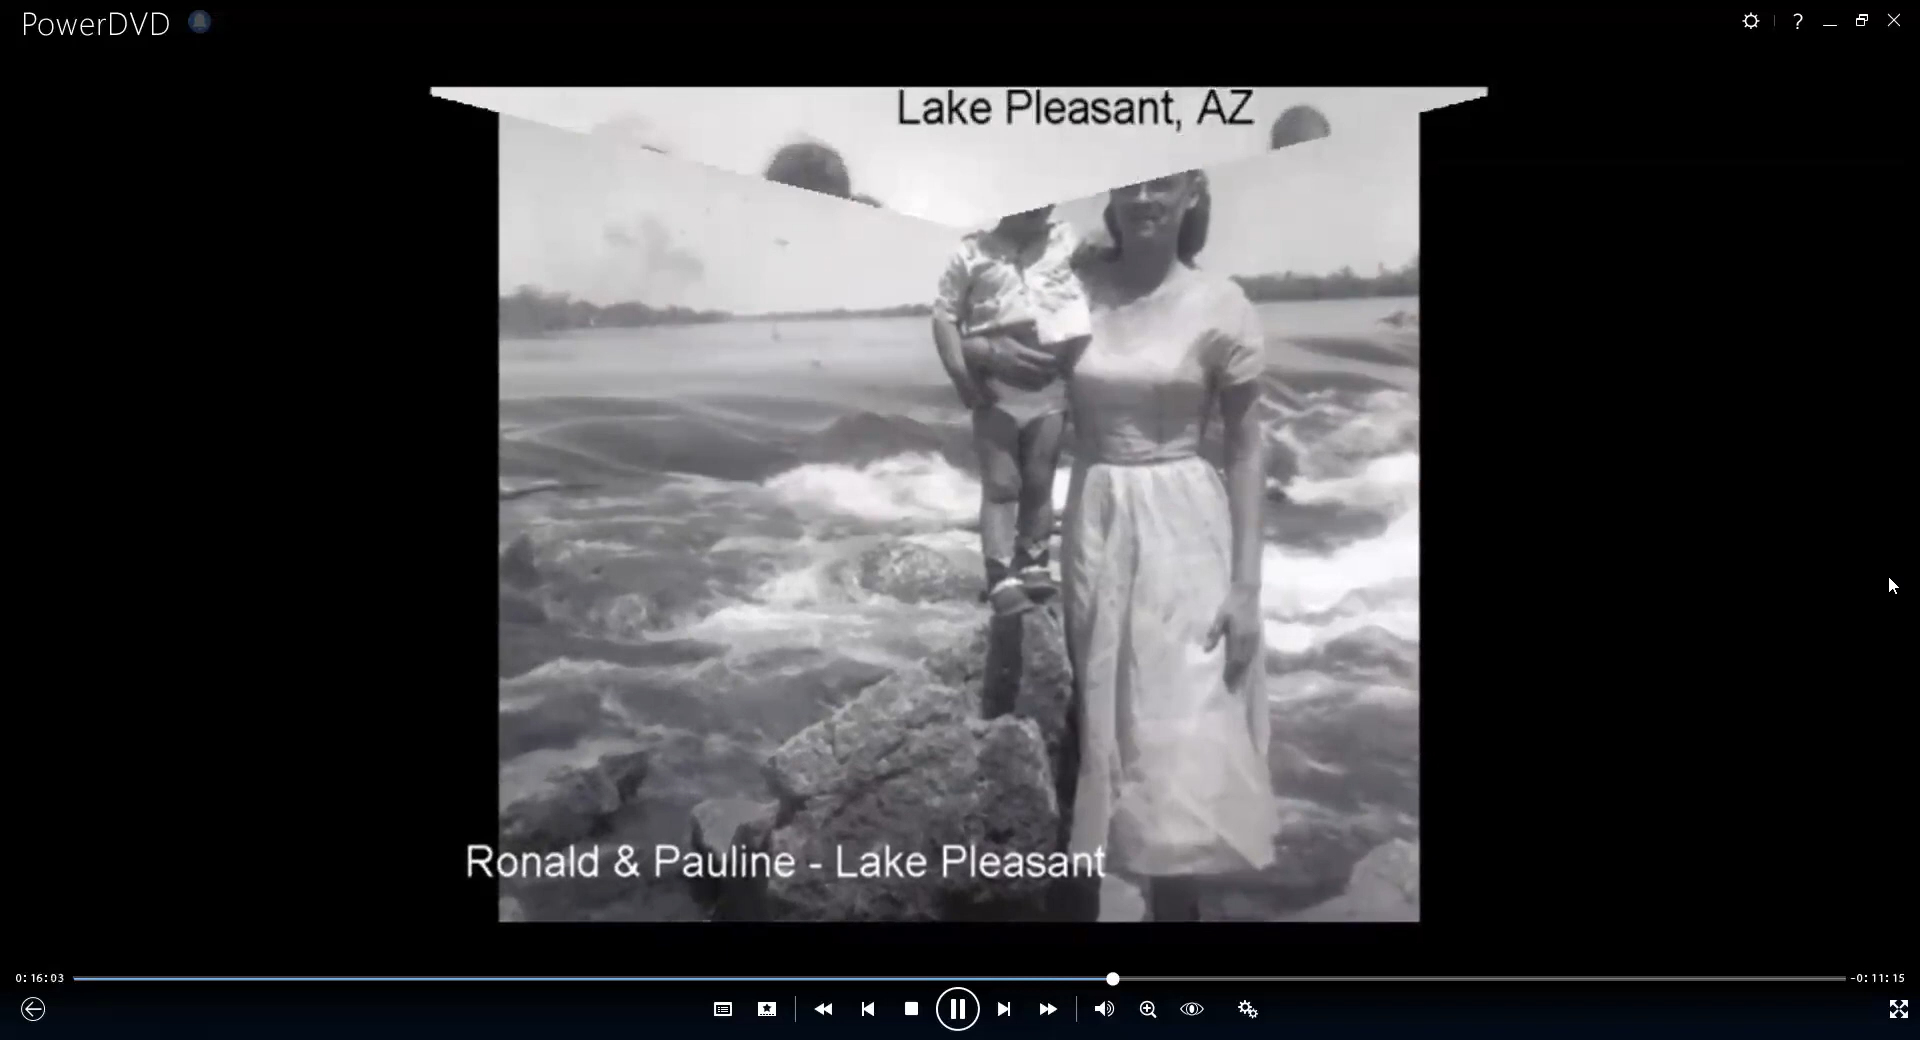 PowerDVD
?
Lake Pleasant, AZ
Ronald & Pauline - Lake Pleasant
0:16:03
-0:11:15